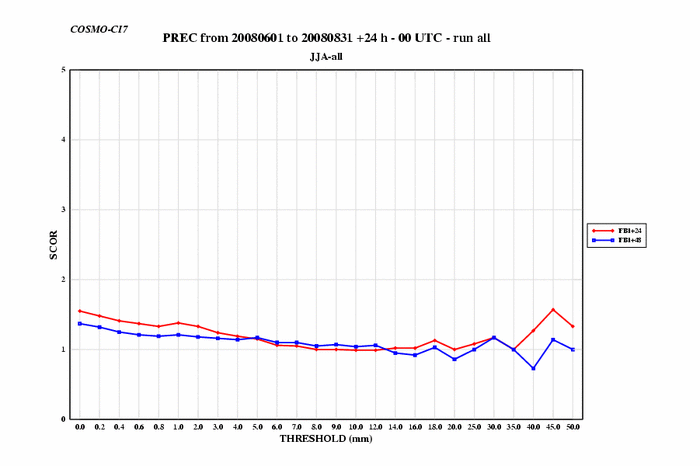 COSMO-C17
PREC from 20080601 to 20080831 +24 h - 00 UTC - run all
JJA-all
5
4
3
2
1
0
SCOR
FBI+24
FBI+48
0.0 0.2 0.4 0.6 0.8 1.0 2.0 3.0 4.0 5.0 6.0 7.0 8.0 9.0 10.0 12.0 14.0 16.0 18.0 20.0 25.0 30.0 35.0 40.0 45.0 50.0
THRESHOLD (mm)